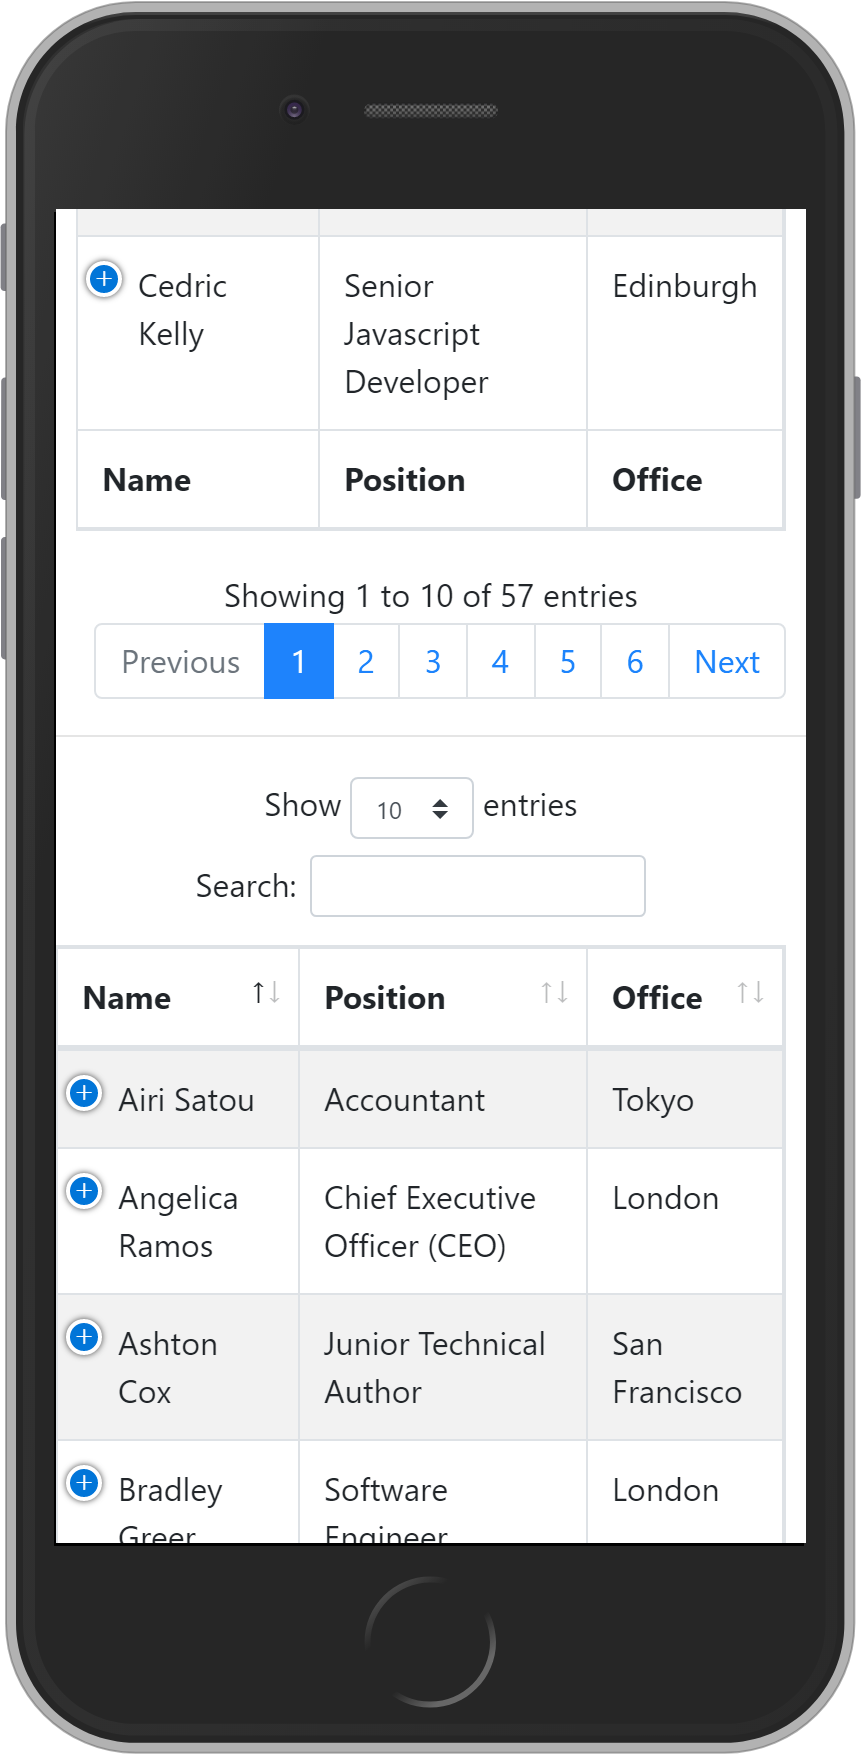 Cedric Senior Edinburgh
Kelly Javascript
Developer
Name Position Office
Showing 1 to 10 of 57 entries
Previous 1 2 3 4 5 6 Next
Show 10 entries
Search:
Name ↑↓ Position ↑↓ Office ↑↓
Airi Satou Accountant Tokyo
Angelica Chief Executive London
Ramos Officer (CEO)
Ashton Junior Technical San
Cox Author Francisco
Bradley Software London
Greer Engineer